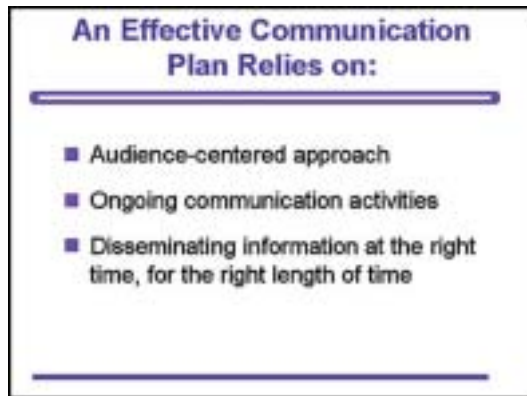 An Effective Communication
Plan Relies on:
Audience-centered approach
Ongoing communication activities
Disseminating information at the right
time, for the right length of time